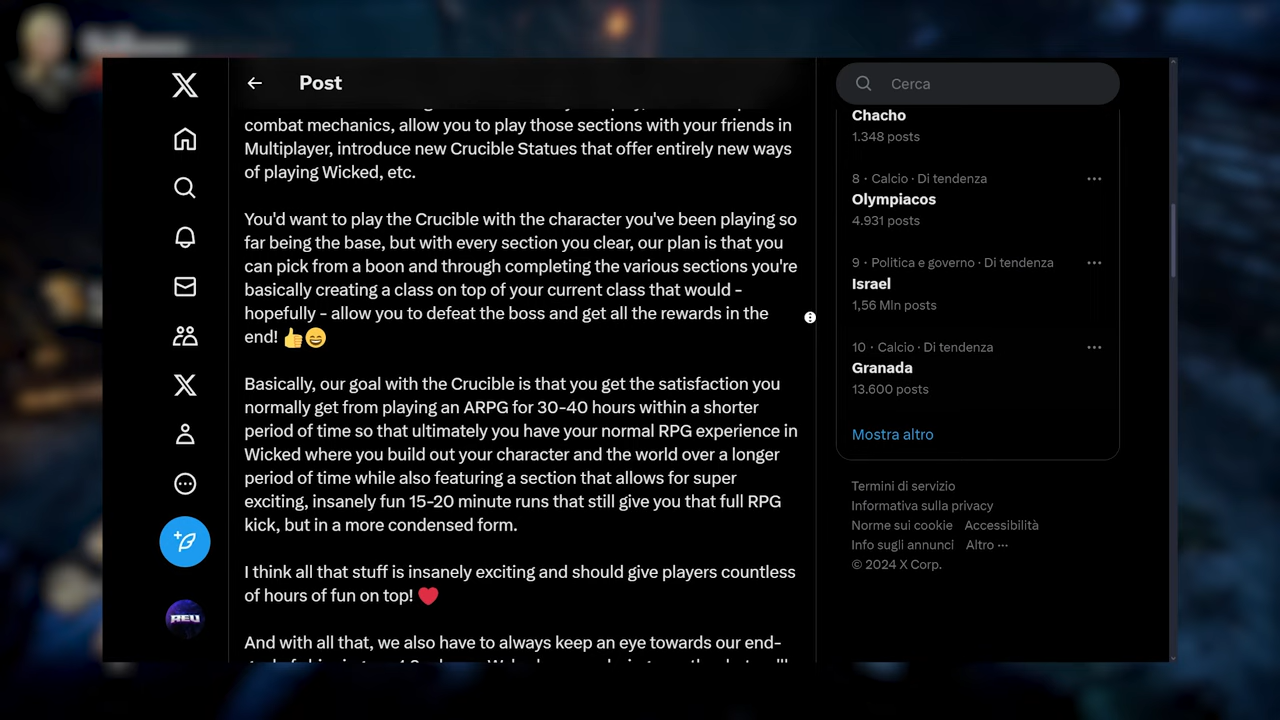 Post
combat mechanics, allow you to play those sections with your friends in
Multiplayer, introduce new Crucible Statues that offer entirely new ways
of playing Wicked, etc.
You'd want to play the Crucible with the character you've been playing so
far being the base, but with every section you clear, our plan is that you
can pick from a boon and through completing the various sections you're
basically creating a class on top of your current class that would -
hopefully - allow you to defeat the boss and get all the rewards in the
end! 👍😄
Basically, our goal with the Crucible is that you get the satisfaction you
normally get from playing an ARPG for 30-40 hours within a shorter
period of time so that ultimately you have your normal RPG experience in
Wicked where you build out your character and the world over a longer
period of time while also featuring a section that allows for super
exciting, insanely fun 15-20 minute runs that still give you that full RPG
kick, but in a more condensed form.
I think all that stuff is insanely exciting and should give players countless
of hours of fun on top! ❤️
And with all that, we also have to always keep an eye towards our end-
Cerca
Chacho
1.348 posts
8 · Calcio · Di tendenza
Olympiacos
4.931 posts
9 · Politica e governo · Di tendenza
Israel
1,56 Mln posts
10 · Calcio · Di tendenza
Granada
13.600 posts
Mostra altro
Termini di servizio
Informativa sulla privacy
Norme sui cookie Accessibilità
Info sugli annunci Altro ···
© 2024 X Corp.
REV